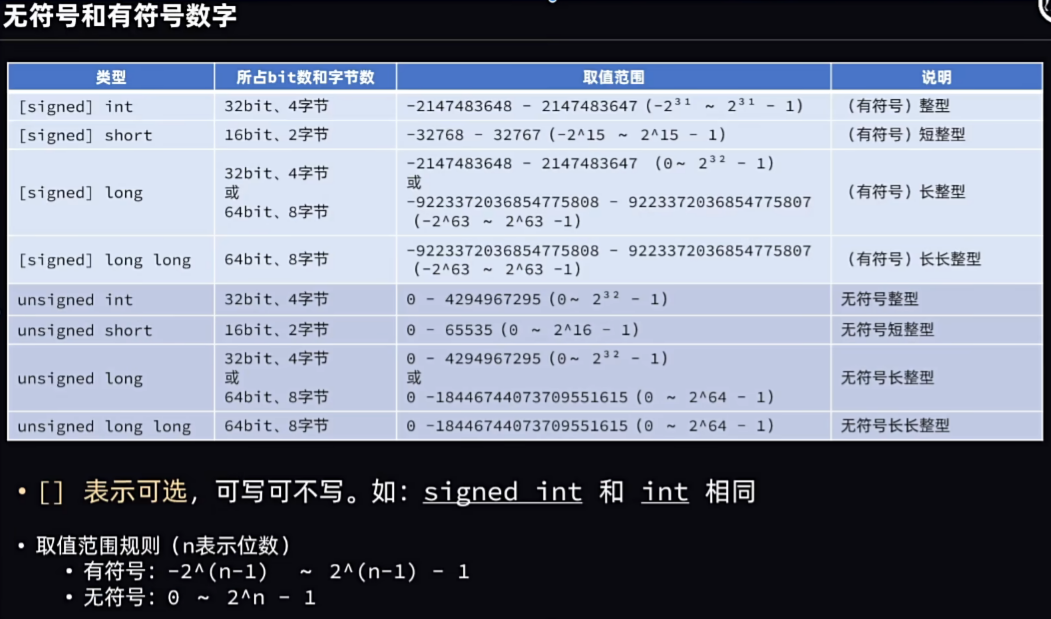 无符号和有符号数字
类型 所占bit数和字节数 取值范围 说明
[signed] int 32bit、4字节 -2147483648 - 2147483647 (-2³¹ ~ 2³¹ - 1) （有符号）整型
[signed] short 16bit、2字节 -32768 - 32767 (-2^15 ~ 2^15 - 1) （有符号）短整型
[signed] long
32bit、4字节
或
64bit、8字节
-2147483648 - 2147483647 (0~ 2³² - 1)
或
-9223372036854775808 - 9223372036854775807
(-2^63 ~ 2^63 -1)
（有符号）长整型
[signed] long long 64bit、8字节
-9223372036854775808 - 9223372036854775807
(-2^63 ~ 2^63 -1)
（有符号）长长整型
unsigned int 32bit、4字节 0 - 4294967295 (0~ 2³² - 1) 无符号整型
unsigned short 16bit、2字节 0 - 65535 (0 ~ 2^16 - 1) 无符号短整型
unsigned long
32bit、4字节
或
64bit、8字节
0 - 4294967295 (0~ 2³² - 1)
或
0 -18446744073709551615 (0 ~ 2^64 - 1)
无符号长整型
unsigned long long 64bit、8字节 0 -18446744073709551615 (0 ~ 2^64 - 1) 无符号长长整型
• [] 表示可选，可写可不写。如：signed int 和 int 相同
• 取值范围规则（n表示位数）
• 有符号：-2^(n-1) ~ 2^(n-1) - 1
• 无符号：0 ~ 2^n - 1